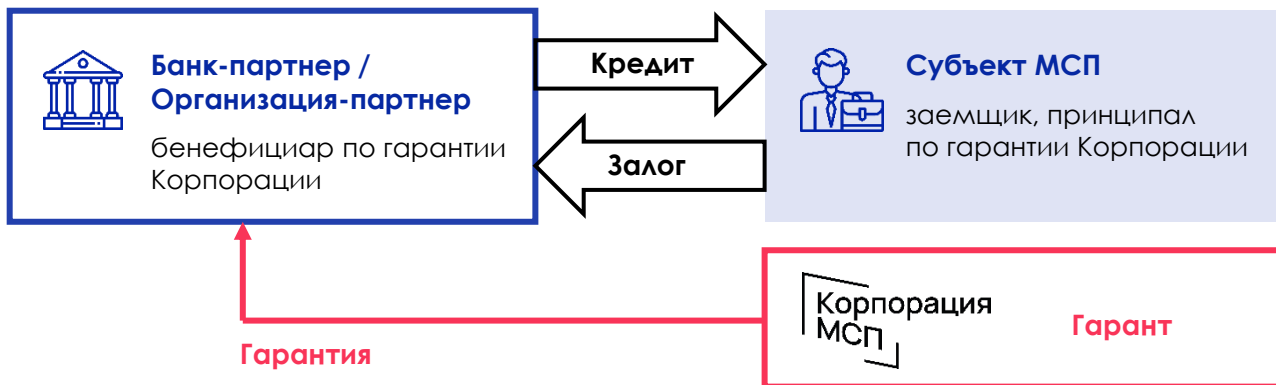 Банк-партнер /
Организация-партнер
бенефициар по гарантии
Корпорации
Кредит
Залог
Субъект МСП
заемщик, принципал
по гарантии Корпорации
Корпорация
МСП
Гарант
Гарантия